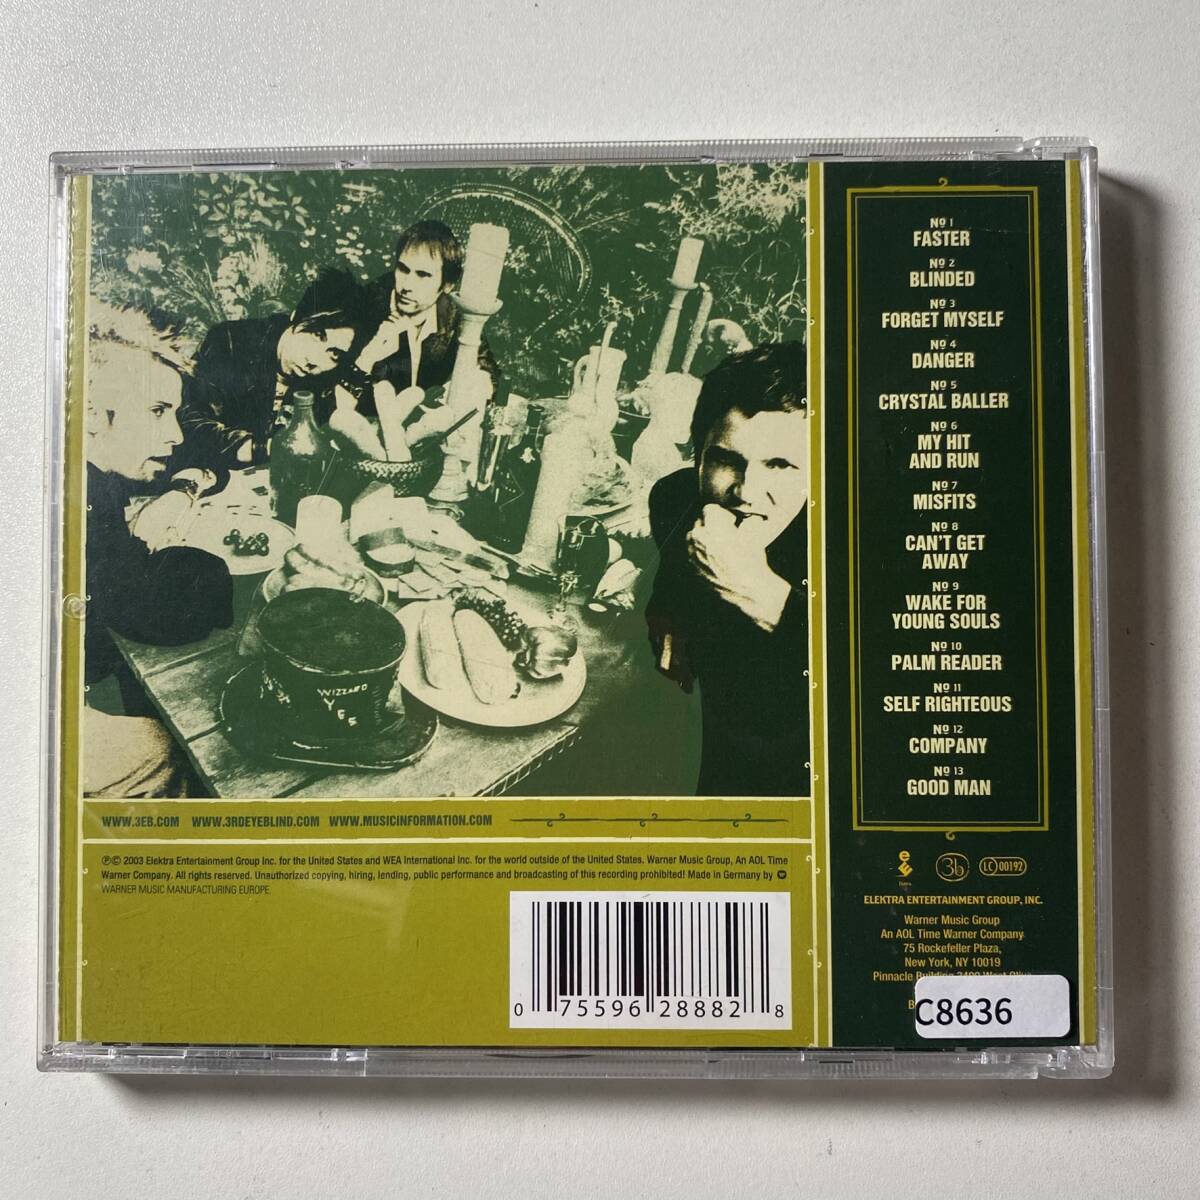 WIZZARD
YES
Nº 1
FASTER
Nº 2
BLINDED
Nº 3
FORGET MYSELF
Nº 4
DANGER
Nº 5
CRYSTAL BALLER
Nº 6
MY HIT
AND RUN
Nº 7
MISFITS
Nº 8
CAN'T GET
AWAY
Nº 9
WAKE FOR
YOUNG SOULS
Nº 10
PALM READER
Nº 11
SELF RIGHTEOUS
Nº 12
COMPANY
Nº 13
GOOD MAN
WWW.3EB.COM WWW.3RDEYEBLIND.COM WWW.MUSICINFORMATION.COM
℗© 2003 Elektra Entertainment Group Inc. for the United States and WEA International Inc. for the world outside of the United States. Warner Music Group, An AOL Time
Warner Company. All rights reserved. Unauthorized copying, hiring, lending, public performance and broadcasting of this recording prohibited! Made in Germany by
WARNER MUSIC MANUFACTURING EUROPE.
0 75596 28882 8
3b
LC 00192
ELEKTRA ENTERTAINMENT GROUP, INC.
Warner Music Group
An AOL Time Warner Company
75 Rockefeller Plaza,
New York, NY 10019
Pinnacle Building 3400 West Olive
C8636